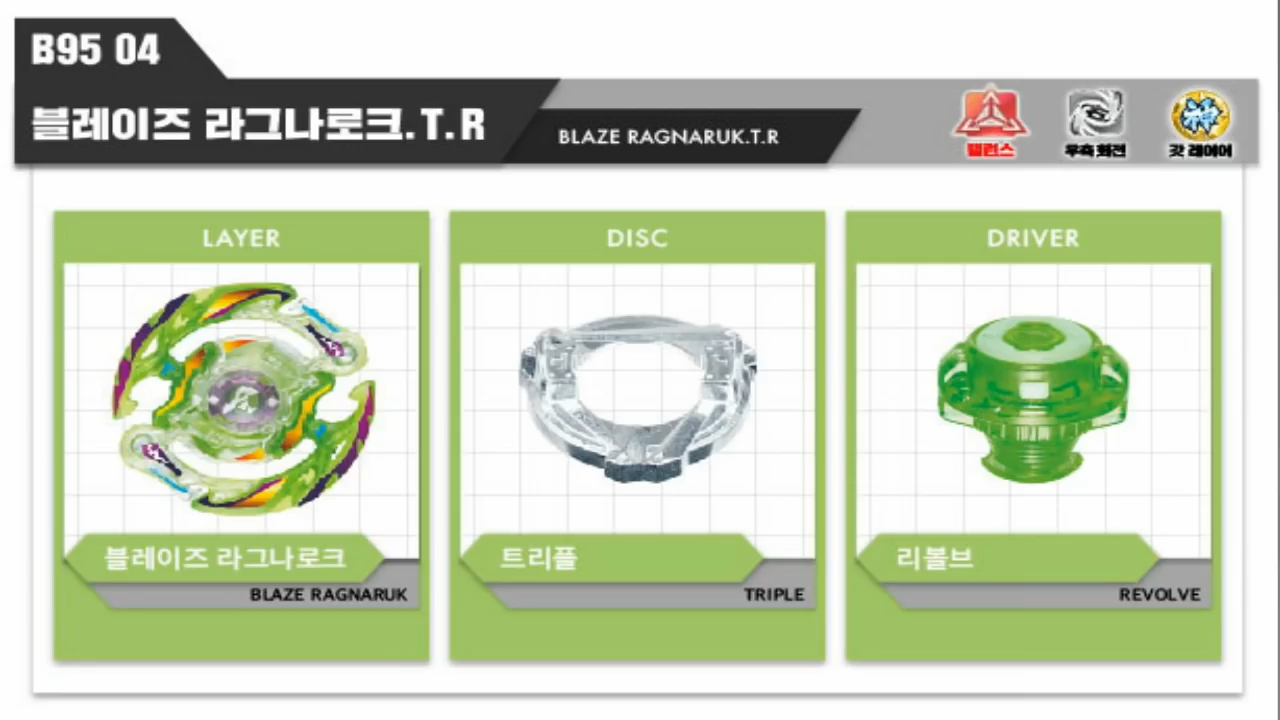 B95 04
블레이즈 라그나로크.T.R
BLAZE RAGNARUK.T.R
밸런스
우측 회전
갓 레이어
LAYER
DISC
DRIVER
블레이즈 라그나로크
BLAZE RAGNARUK
트리플
TRIPLE
리볼브
REVOLVE